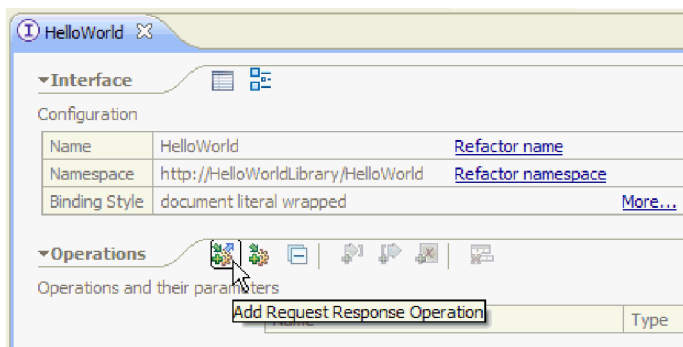 HelloWorld
Interface
Configuration
Name HelloWorld Refactor name
Namespace http://HelloWorldLibrary/HelloWorld Refactor namespace
Binding Style document literal wrapped More...
Operations
Operations and their parameters
Add Request Response Operation
Name Type